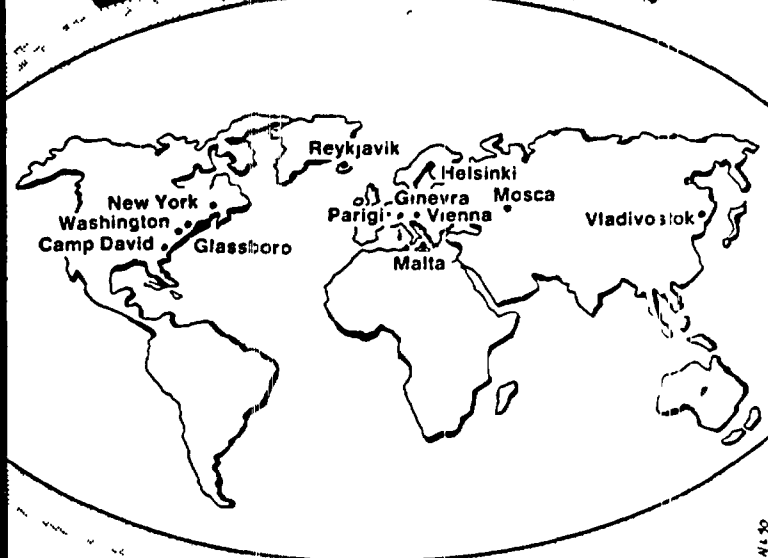 Reykjavik
Helsinki
New York
Ginevra
Mosca
Washington
Parigi
Vienna
Vladivostok
Camp David
Glassboro
Malta